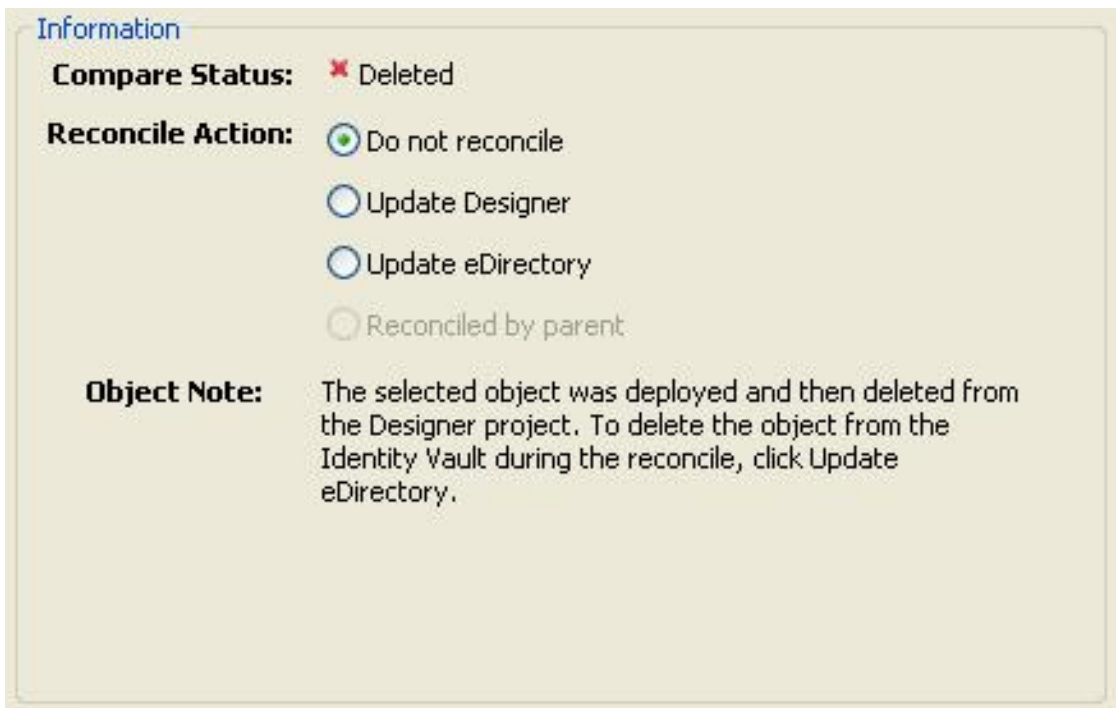 Information
Compare Status: Deleted
Reconcile Action: Do not reconcile
Update Designer
Update eDirectory
Reconciled by parent
Object Note: The selected object was deployed and then deleted from
the Designer project. To delete the object from the
Identity Vault during the reconcile, click Update
eDirectory.